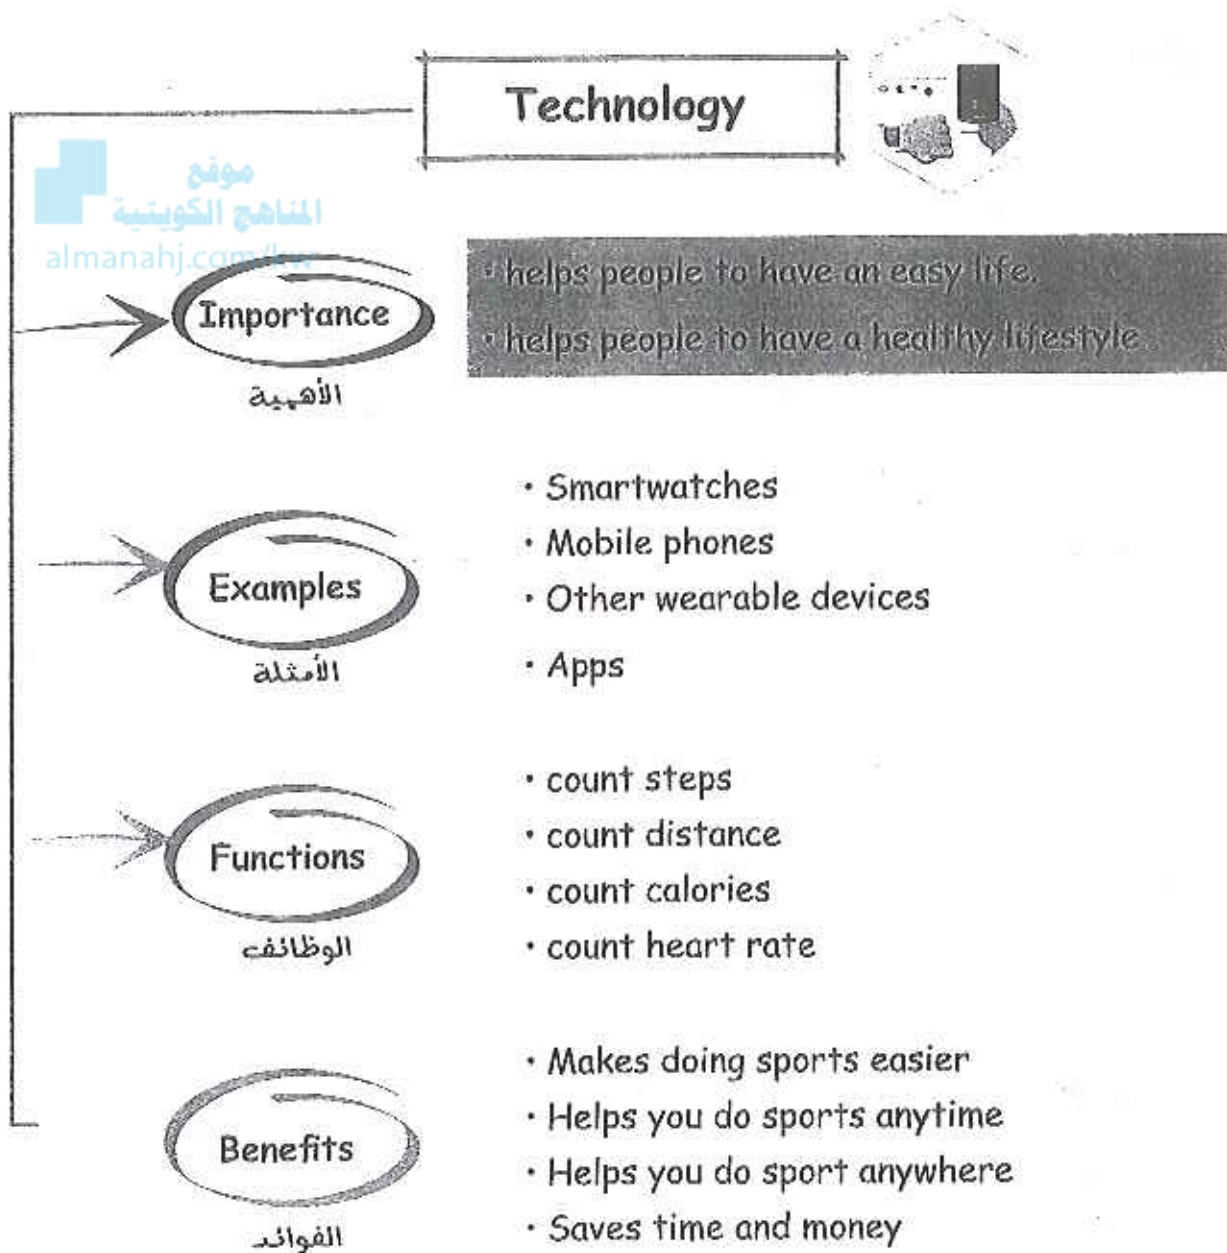 Technology
موقع
المناهج الكويتية
almanahj.com/kw
Importance
الأهمية
• helps people to have an easy life.
• helps people to have a healthy lifestyle
Examples
الأمثلة
• Smartwatches
• Mobile phones
• Other wearable devices
• Apps
Functions
الوظائف
• count steps
• count distance
• count calories
• count heart rate
Benefits
الفوائد
• Makes doing sports easier
• Helps you do sports anytime
• Helps you do sport anywhere
• Saves time and money